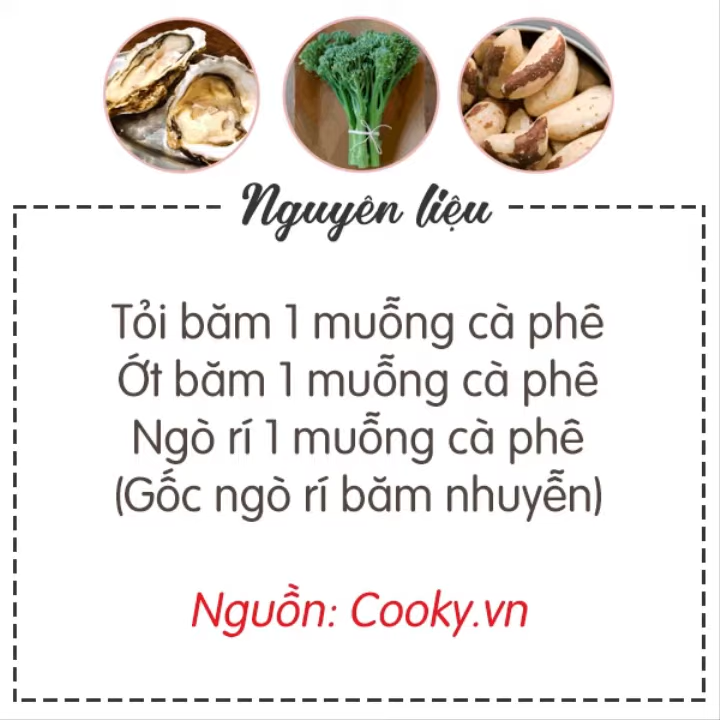 Nguyên liệu
Tỏi băm 1 muỗng cà phê
Ớt băm 1 muỗng cà phê
Ngò rí 1 muỗng cà phê
(Gốc ngò rí băm nhuyễn)
Nguồn: Cooky.vn